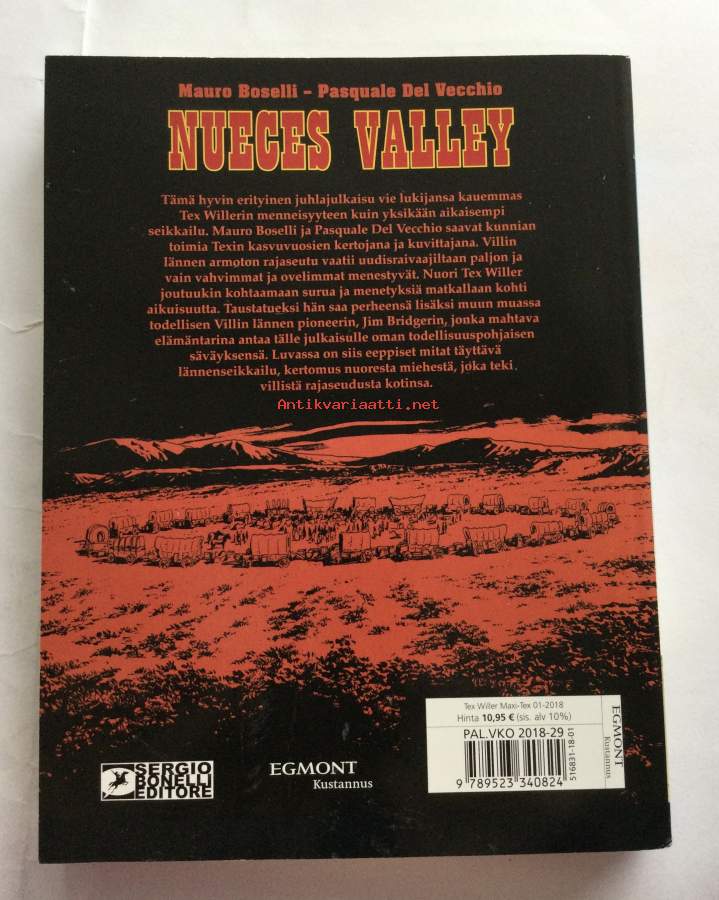 Mauro Boselli – Pasquale Del Vecchio
NUECES VALLEY
Tämä hyvin erityinen juhlajulkaisu vie lukijansa kauemmas
Tex Willerin menneisyyteen kuin yksikään aikaisempi
seikkailu. Mauro Boselli ja Pasquale Del Vecchio saavat kunnian
toimia Texin kasvuvuosien kertojana ja kuvittajana. Villin
lännen armoton rajaseutu vaatii uudisraivaajiltaan paljon ja
vain vahvimmat ja ovelimmat menestyvät. Nuori Tex Willer
joutuukin kohtaamaan surua ja menetyksiä matkallaan kohti
aikuisuutta. Taustatueksi hän saa perheensä lisäksi muun muassa
todellisen Villin lännen pioneerin, Jim Bridgerin, jonka mahtava
elämäntarina antaa tälle julkaisulle oman todellisuuspohjaisen
säväyksensä. Luvassa on siis eeppiset mitat täyttävä
lännenseikkailu, kertomus nuoresta miehestä, joka teki
villistä rajaseudusta kotinsa.
Antikvariaatti.net
SERGIO
BONELLI
EDITORE
EGMONT
Kustannus
Tex Willer Maxi-Tex 01-2018
Hinta 10,95 € (sis. alv 10%)
PAL.VKO 2018-29
9 789523 340824
516831-18-01
EGMONT
Kustannus